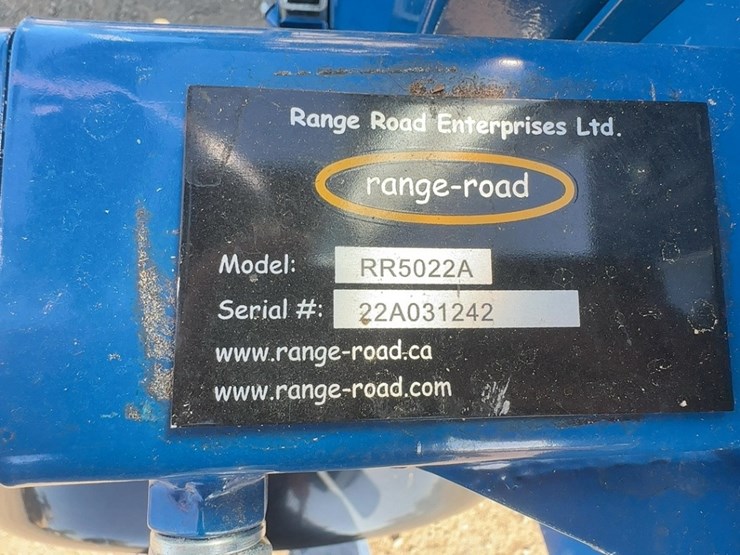 Range Road Enterprises Ltd.
range-road
Model: RR5022A
Serial #: 22A031242
www.range-road.ca
www.range-road.com